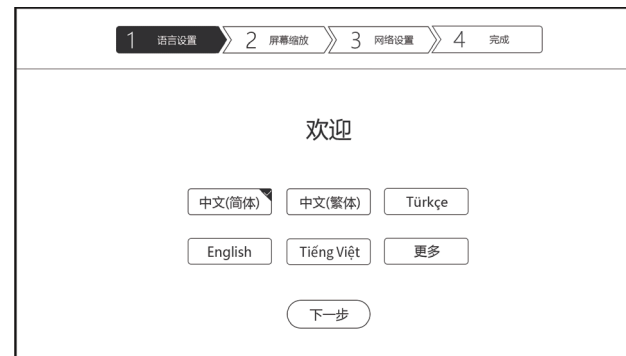 1 语言设置 2 屏幕缩放 3 网络设置 4 完成
欢迎
中文(简体) 中文(繁体) Türkçe
English Tiếng Việt 更多
下一步